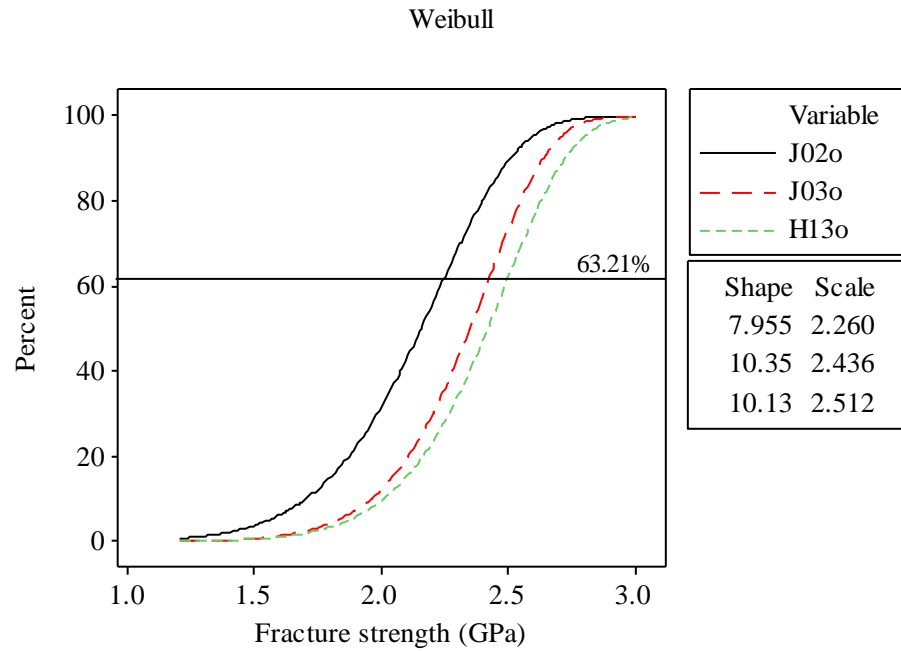 Weibull
Percent
100
80
60
40
20
0
63.21%
1.0 1.5 2.0 2.5 3.0
Fracture strength (GPa)
Variable
J02o
J03o
H13o
Shape Scale
7.955 2.260
10.35 2.436
10.13 2.512